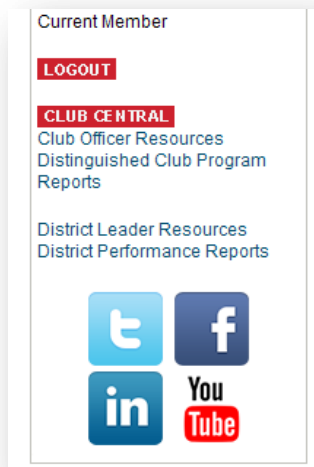 Current Member
LOGOUT
CLUB CENTRAL
Club Officer Resources
Distinguished Club Program
Reports
District Leader Resources
District Performance Reports
t f
in You
Tube